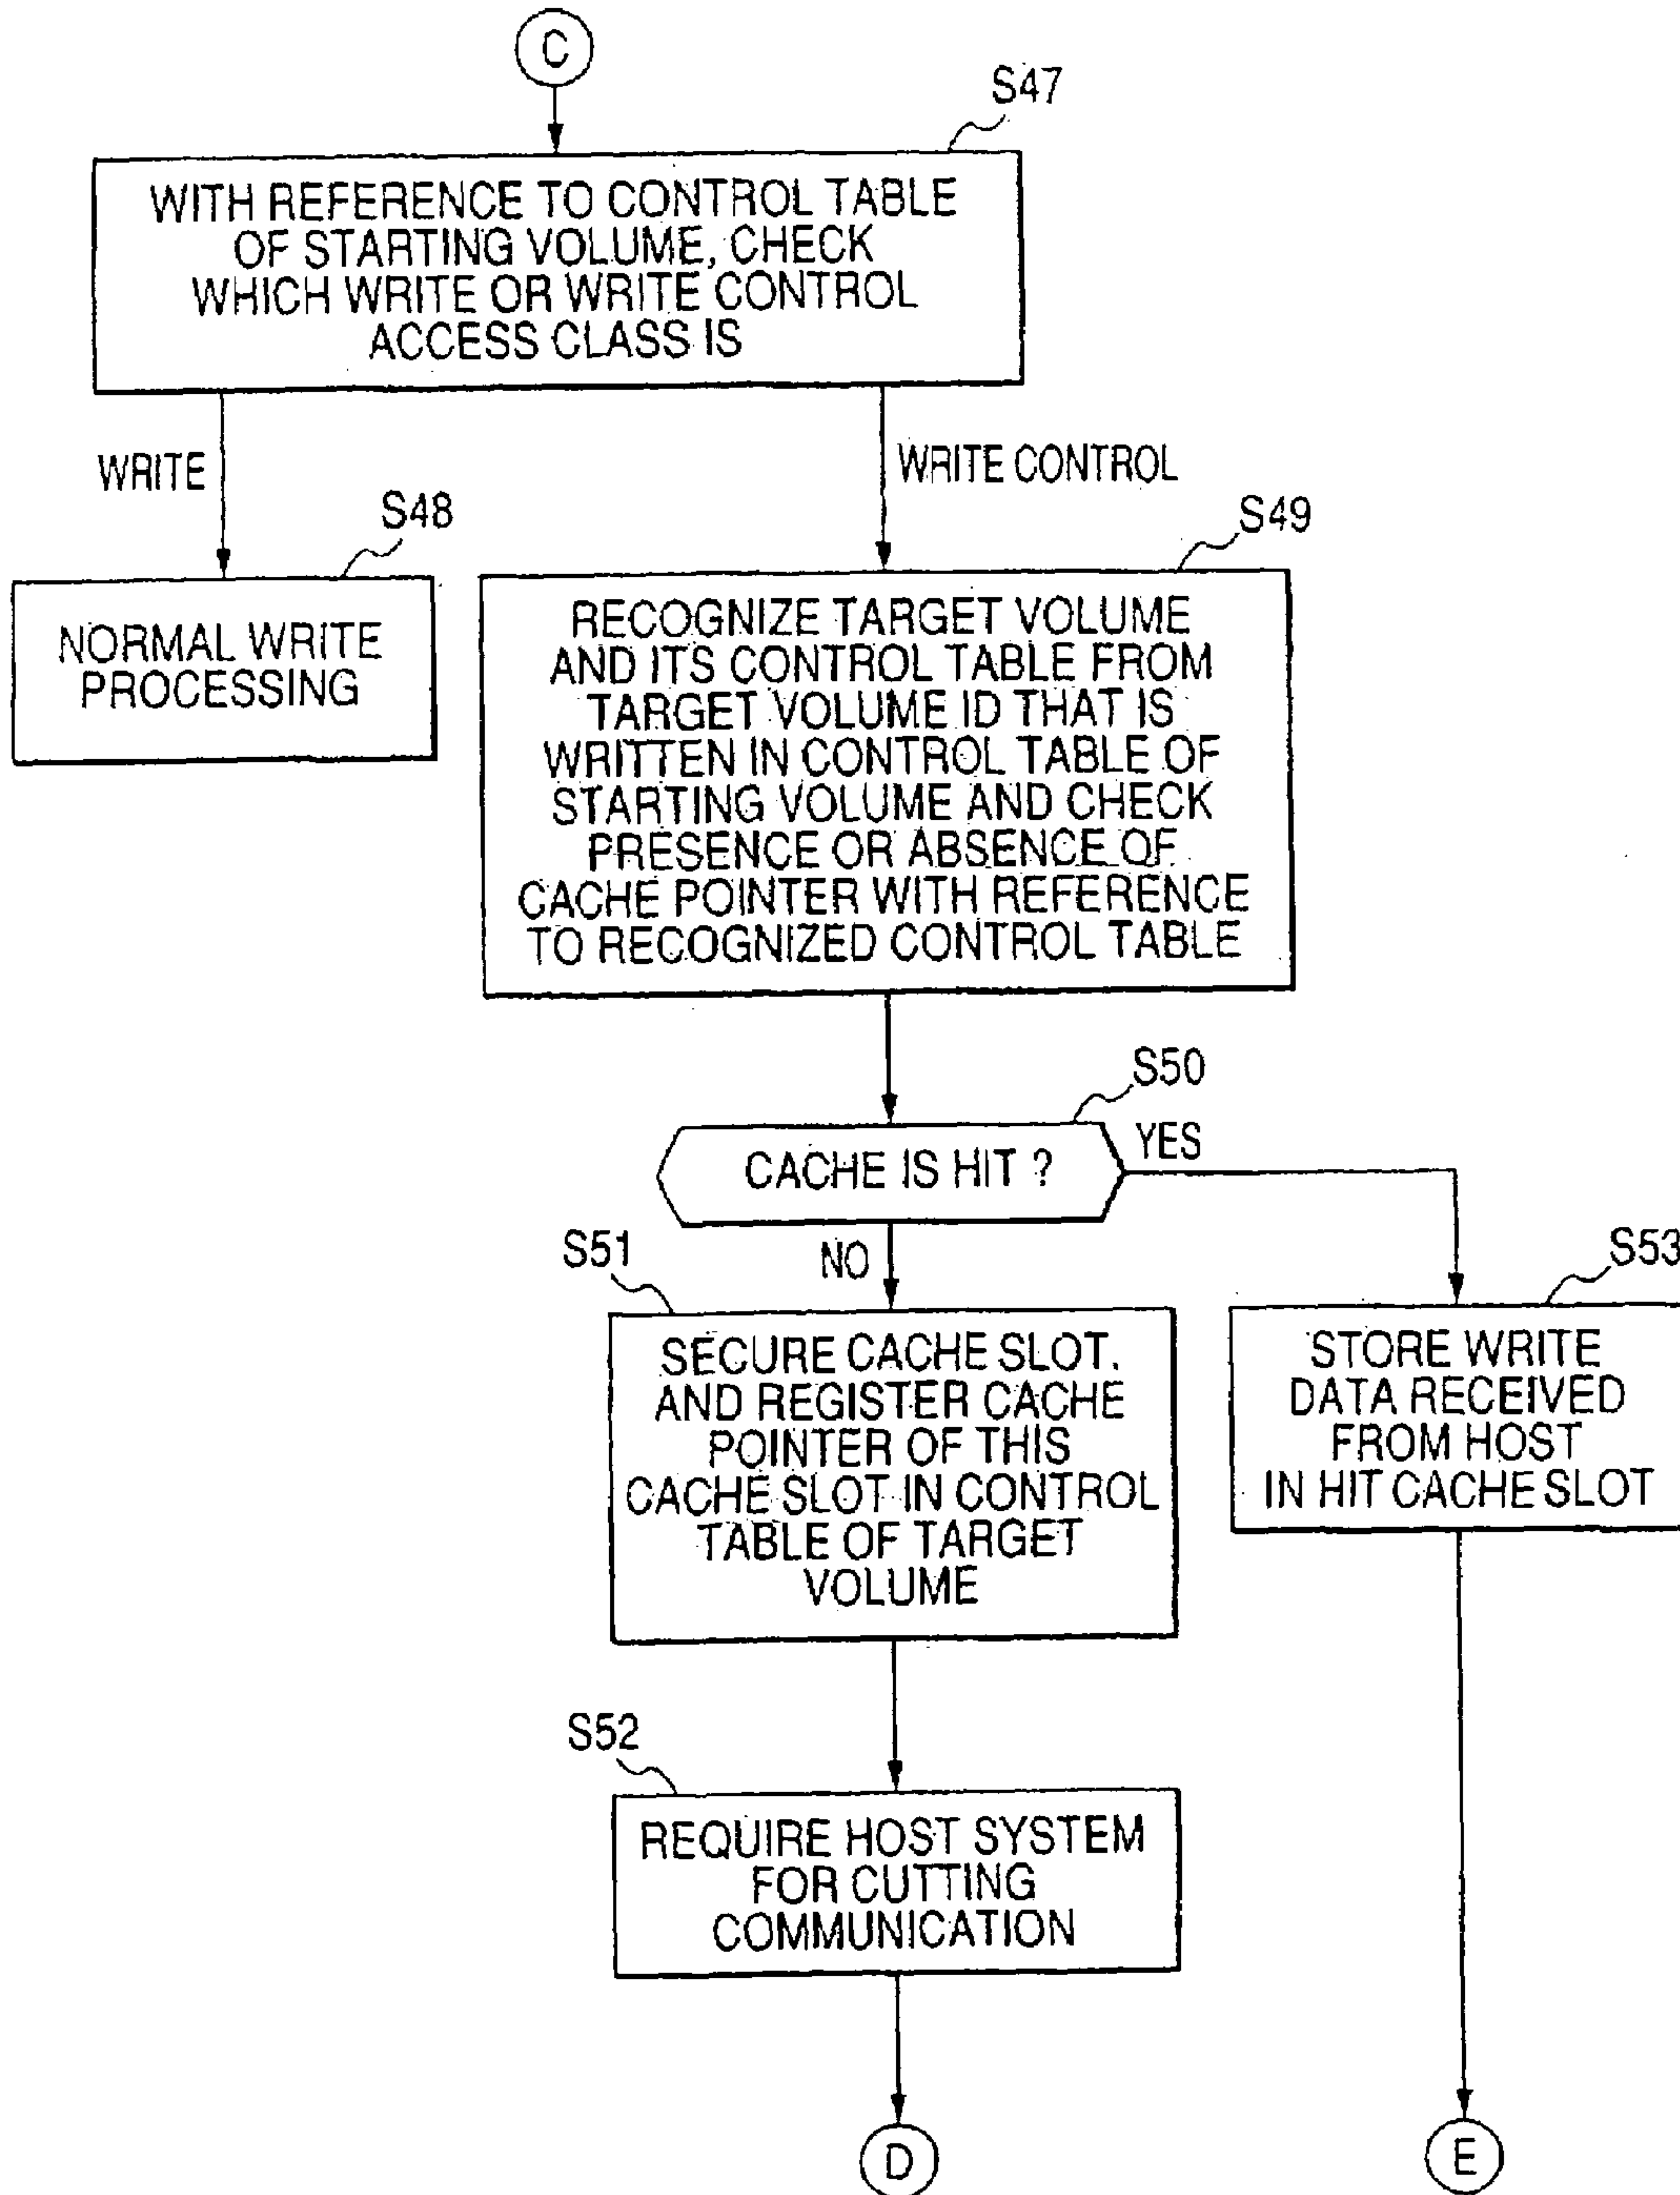 C
S47
WITH REFERENCE TO CONTROL TABLE
OF STARTING VOLUME, CHECK
WHICH WRITE OR WRITE CONTROL
ACCESS CLASS IS
WRITE
WRITE CONTROL
S48
NORMAL WRITE
PROCESSING
S49
RECOGNIZE TARGET VOLUME
AND ITS CONTROL TABLE FROM
TARGET VOLUME ID THAT IS
WRITTEN IN CONTROL TABLE OF
STARTING VOLUME AND CHECK
PRESENCE OR ABSENCE OF
CACHE POINTER WITH REFERENCE
TO RECOGNIZED CONTROL TABLE
S50
CACHE IS HIT ?
YES
NO
S51
SECURE CACHE SLOT.
AND REGISTER CACHE
POINTER OF THIS
CACHE SLOT IN CONTROL
TABLE OF TARGET
VOLUME
S53
STORE WRITE
DATA RECEIVED
FROM HOST
IN HIT CACHE SLOT
S52
REQUIRE HOST SYSTEM
FOR CUTTING
COMMUNICATION
D
E